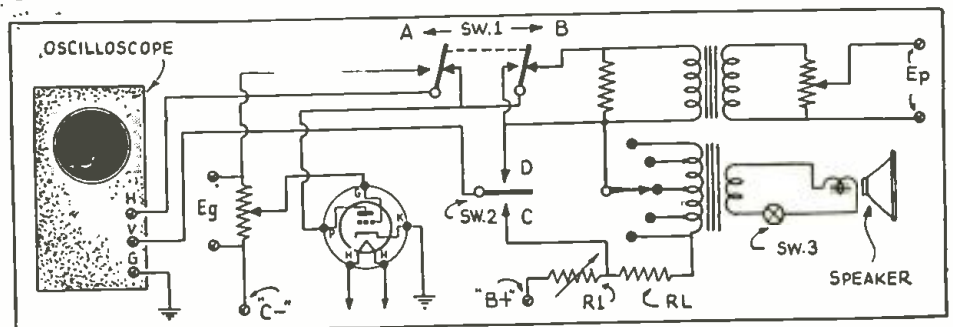 OSCILLOSCOPE
A SW.1 B
Ep
H
V
G
Eg
G
P
K
H H
D
SW.2
C
SW.3
SPEAKER
"C-"
"B+"
R1
RL